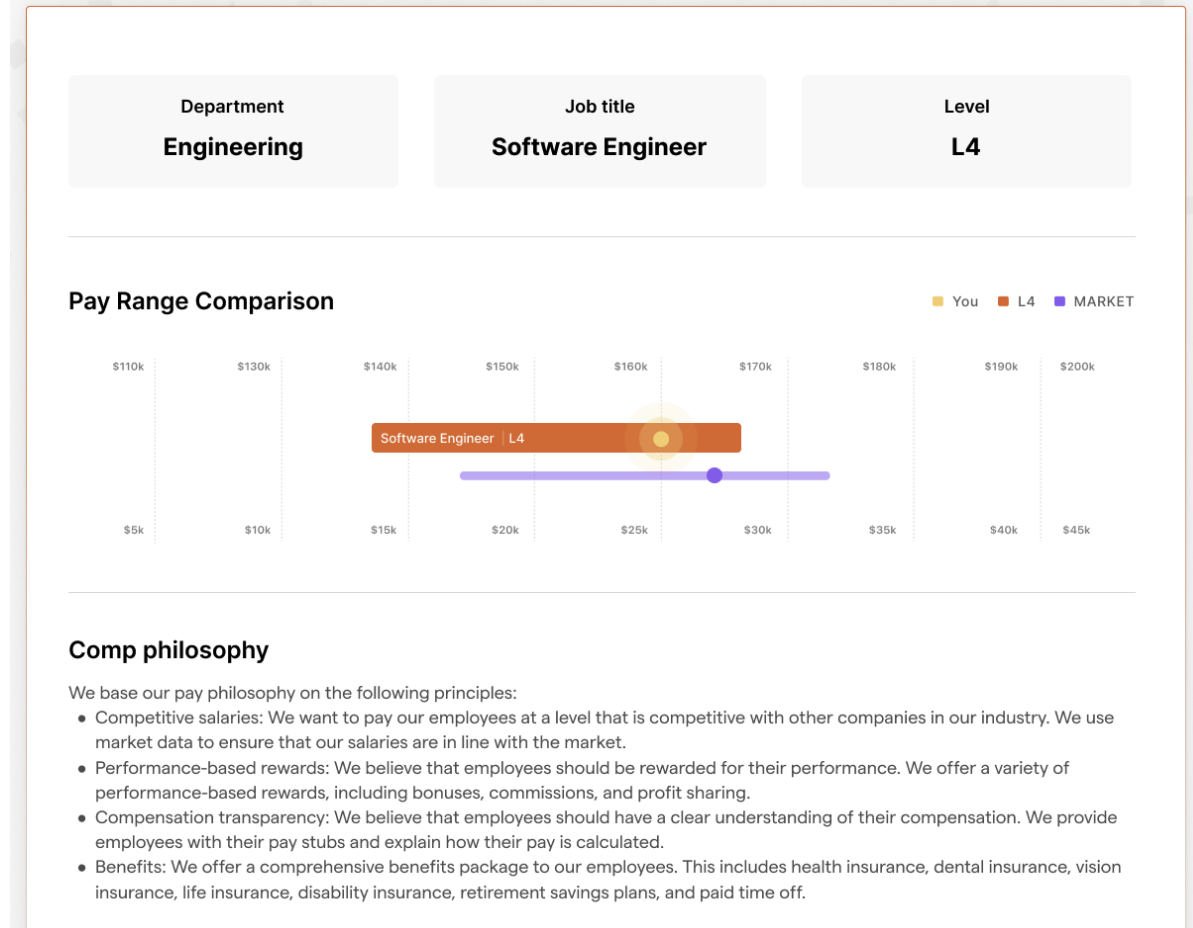 Department
Engineering
Job title
Software Engineer
Level
L4
Pay Range Comparison
You L4 MARKET
$110k $130k $140k $150k $160k $170k $180k $190k $200k
Software Engineer | L4
$5k $10k $15k $20k $25k $30k $35k $40k $45k
Comp philosophy
We base our pay philosophy on the following principles:
• Competitive salaries: We want to pay our employees at a level that is competitive with other companies in our industry. We use
market data to ensure that our salaries are in line with the market.
• Performance-based rewards: We believe that employees should be rewarded for their performance. We offer a variety of
performance-based rewards, including bonuses, commissions, and profit sharing.
• Compensation transparency: We believe that employees should have a clear understanding of their compensation. We provide
employees with their pay stubs and explain how their pay is calculated.
• Benefits: We offer a comprehensive benefits package to our employees. This includes health insurance, dental insurance, vision
insurance, life insurance, disability insurance, retirement savings plans, and paid time off.